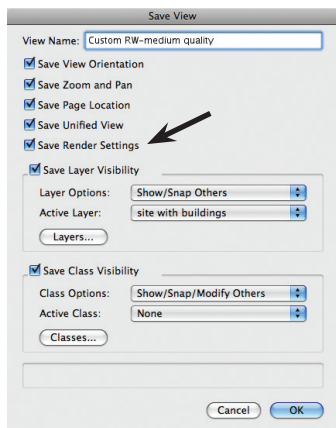 Save View
View Name: Custom RW-medium quality
Save View Orientation
Save Zoom and Pan
Save Page Location
Save Unified View
Save Render Settings
Save Layer Visibility
Layer Options: Show/Snap Others
Active Layer: site with buildings
Layers...
Save Class Visibility
Class Options: Show/Snap/Modify Others
Active Class: None
Classes...
Cancel OK